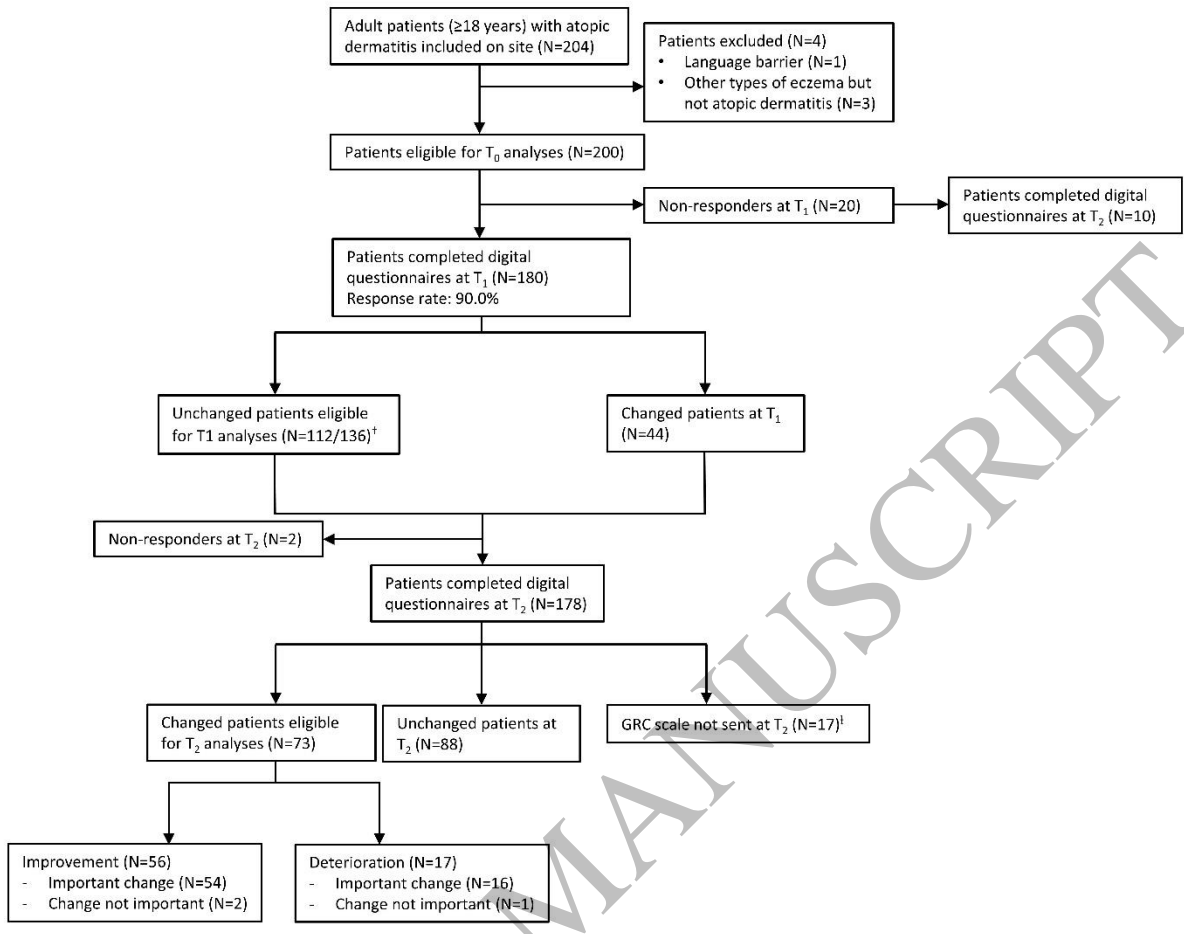 Adult patients (≥18 years) with atopic
dermatitis included on site (N=204)
Patients excluded (N=4)
• Language barrier (N=1)
• Other types of eczema but
not atopic dermatitis (N=3)
Patients eligible for T0 analyses (N=200)
Non-responders at T1 (N=20)
Patients completed digital
questionnaires at T2 (N=10)
Patients completed digital
questionnaires at T1 (N=180)
Response rate: 90.0%
Unchanged patients eligible
for T1 analyses (N=112/136)†
Changed patients at T1
(N=44)
Non-responders at T2 (N=2)
Patients completed digital
questionnaires at T2 (N=178)
Changed patients eligible
for T2 analyses (N=73)
Unchanged patients at
T2 (N=88)
GRC scale not sent at T2 (N=17)ƚ
Improvement (N=56)
- Important change (N=54)
- Change not important (N=2)
Deterioration (N=17)
- Important change (N=16)
- Change not important (N=1)
MANUSCRIPT